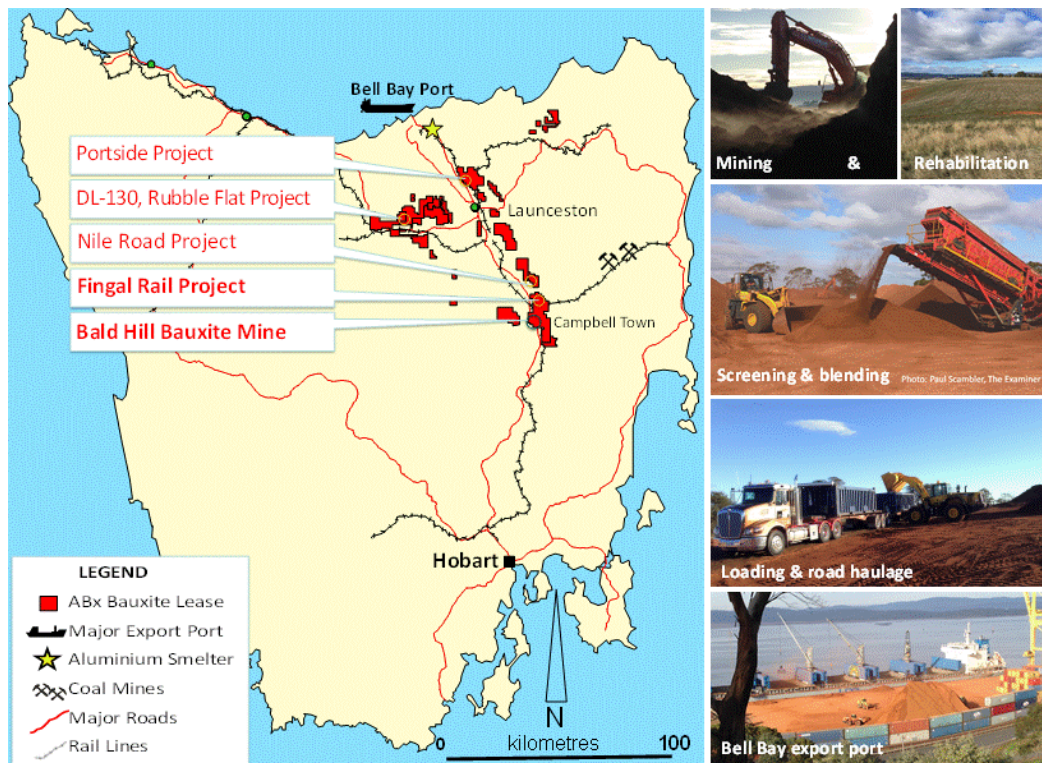 Bell Bay Port
Portside Project
DL-130, Rubble Flat Project
Nile Road Project
Fingal Rail Project
Bald Hill Bauxite Mine
Launceston
Campbell Town
Hobart
LEGEND
ABx Bauxite Lease
Major Export Port
Aluminium Smelter
Coal Mines
Major Roads
Rail Lines
N
0 kilometres 100
Mining &
Rehabilitation
Screening & blending Photo: Paul Scambler, The Examiner
Loading & road haulage
Bell Bay export port